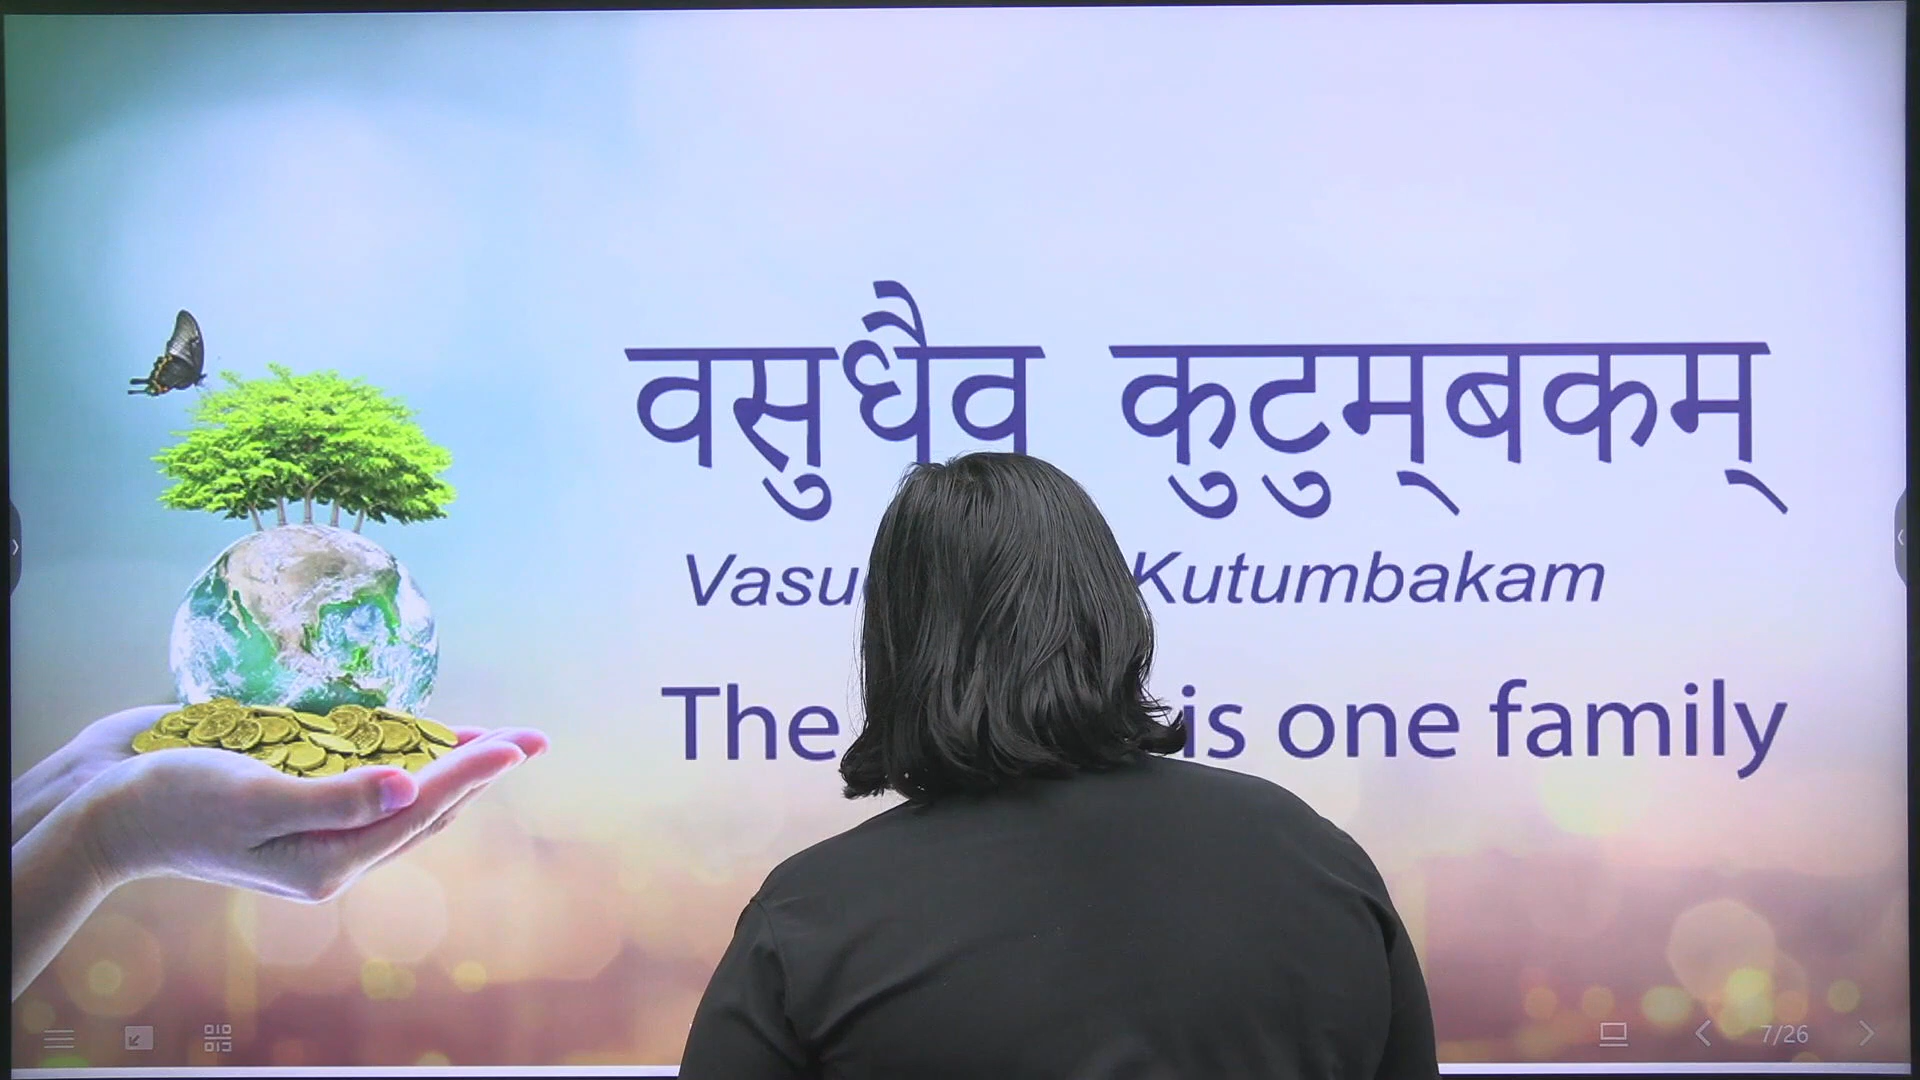 वसुधैव कुटुम्बकम्
Vasu Kutumbakam
The is one family
7/26